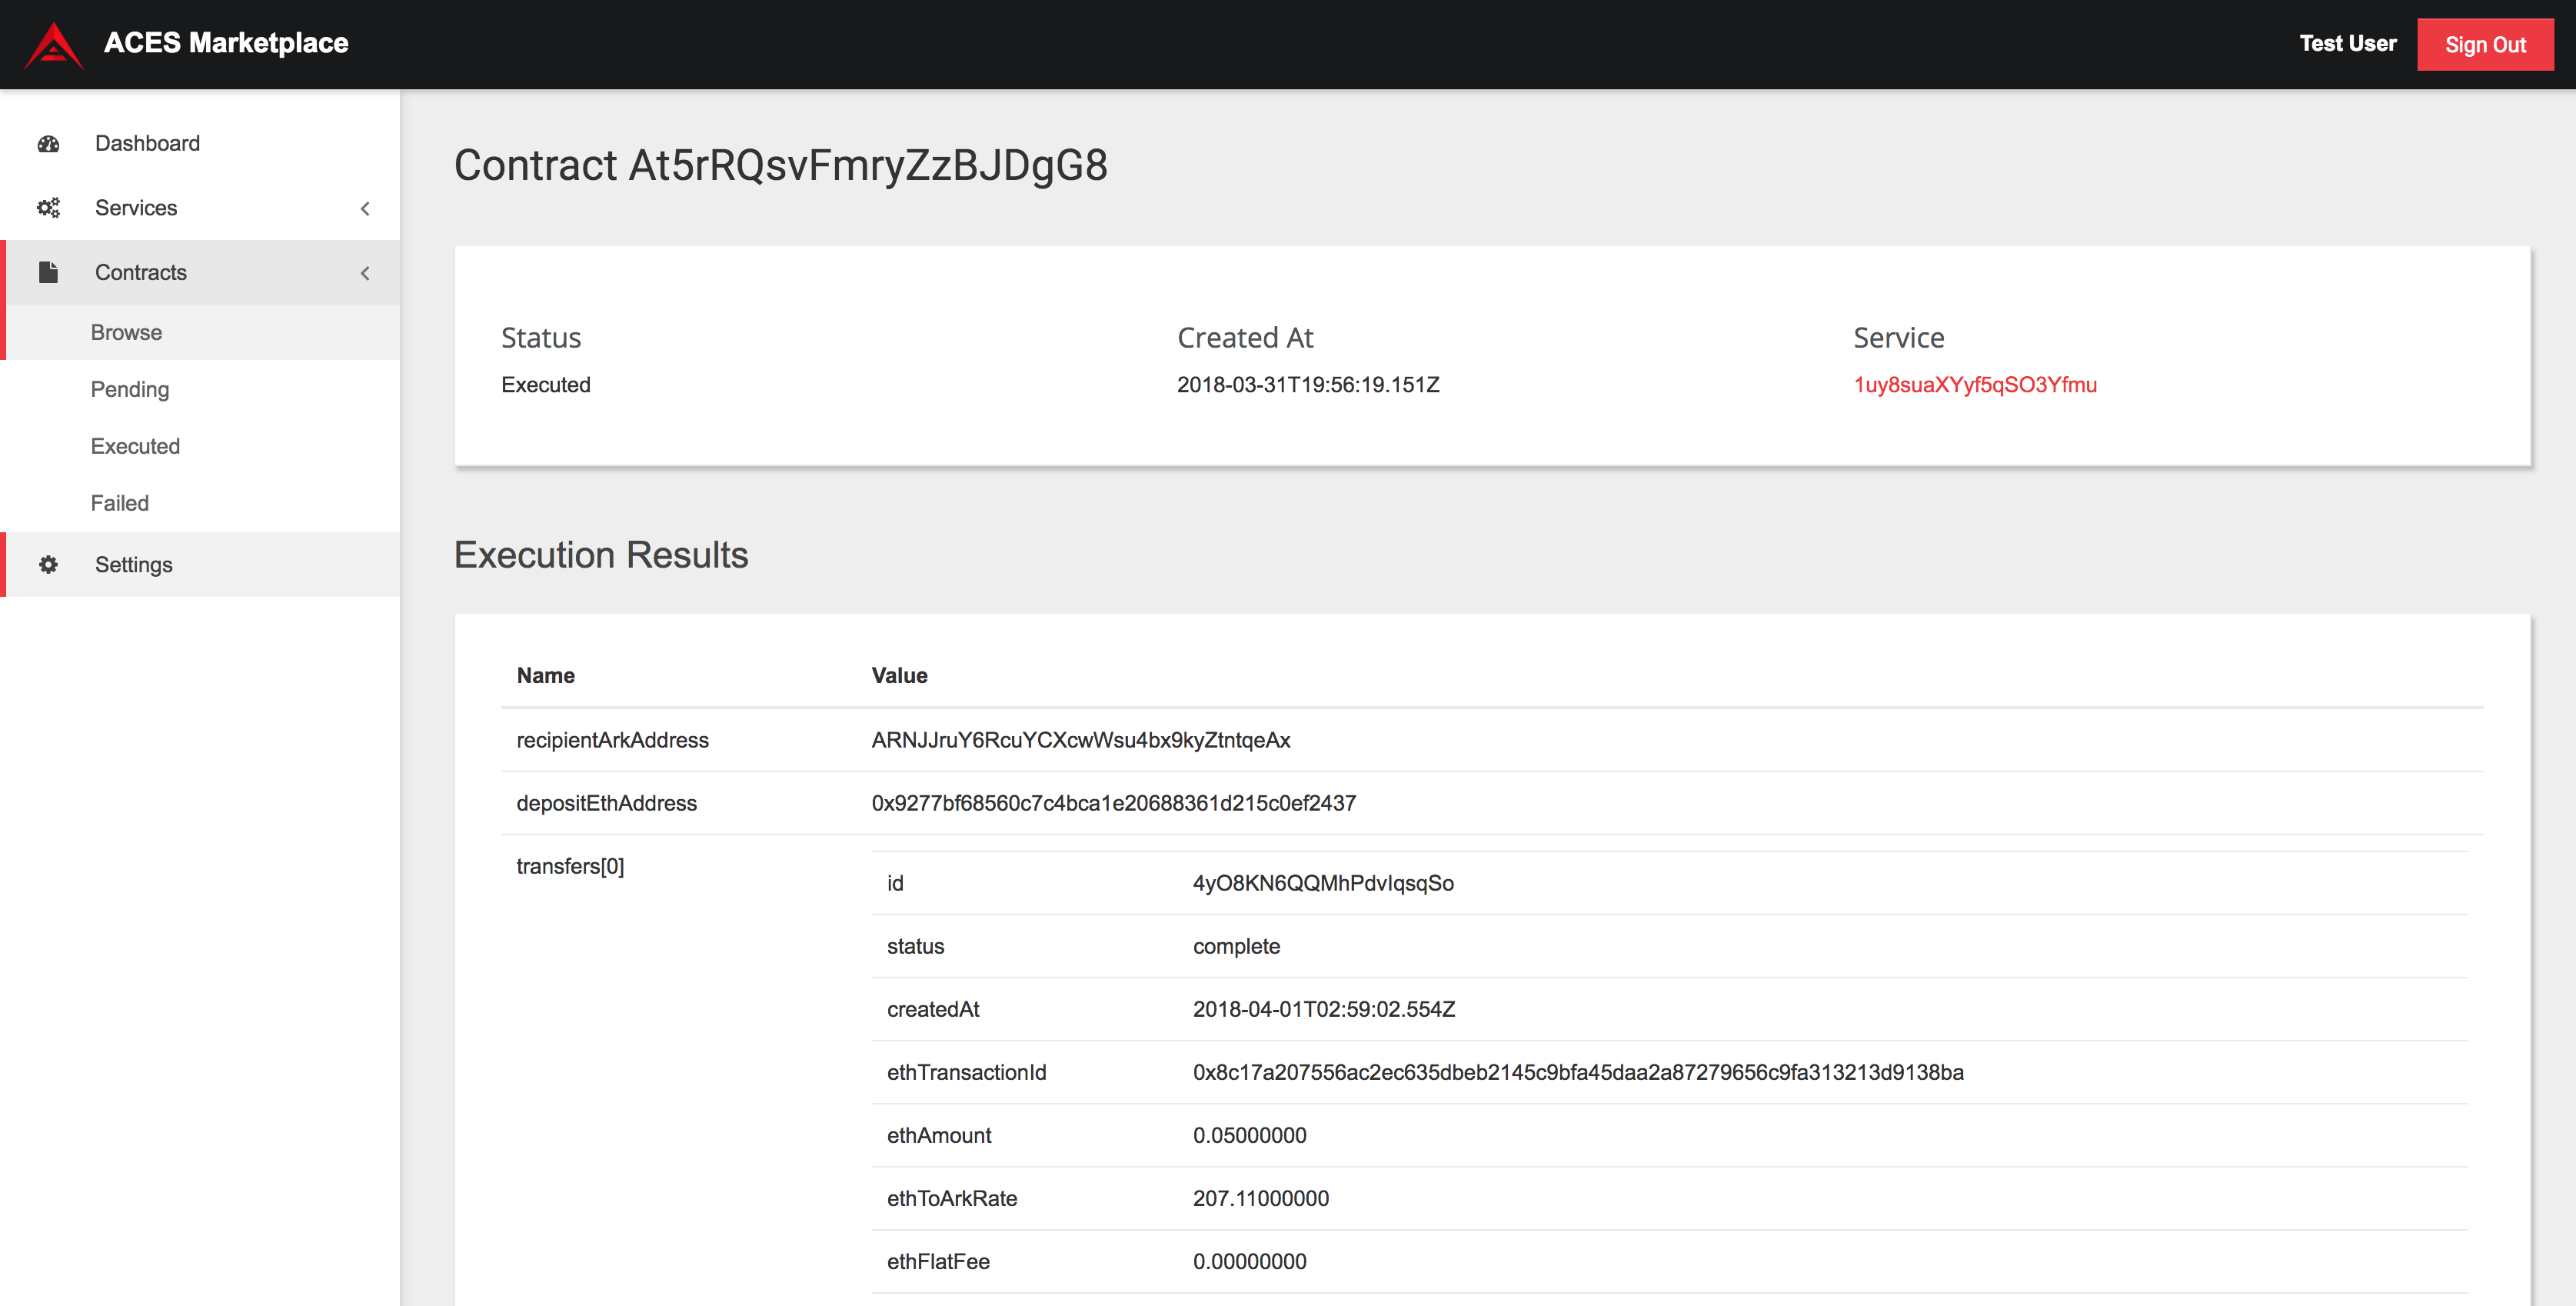 ACES Marketplace
Test User
Sign Out
Dashboard
Services
Contracts
Browse
Pending
Executed
Failed
Settings
Contract At5rRQsvFmryZzBJDgG8
Status
Created At
Service
Executed
2018-03-31T19:56:19.151Z
1uy8suaXYyf5qSO3Yfmu
Execution Results
Name Value
recipientArkAddress ARNJJruY6RcuYCXcwWsu4bx9kyZtntqeAx
depositEthAddress 0x9277bf68560c7c4bca1e20688361d215c0ef2437
transfers[0]
id 4yO8KN6QQMhPdvIqsqSo
status complete
createdAt 2018-04-01T02:59:02.554Z
ethTransactionId 0x8c17a207556ac2ec635dbeb2145c9bfa45daa2a87279656c9fa313213d9138ba
ethAmount 0.05000000
ethToArkRate 207.11000000
ethFlatFee 0.00000000